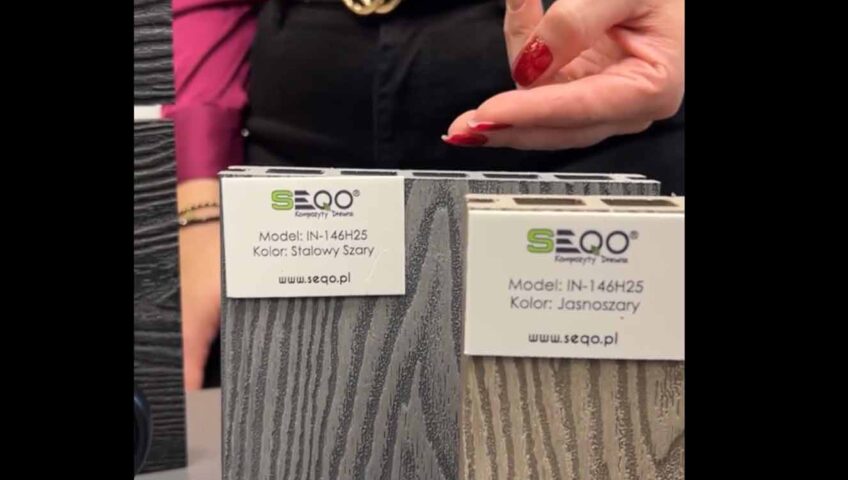 SEQO®
Kompozyty Drewna
Model: IN-146H25
Kolor: Stalowy Szary
www.seqo.pl
SEQO®
Kompozyty Drewna
Model: IN-146H25
Kolor: Jasnoszary
www.seqo.pl